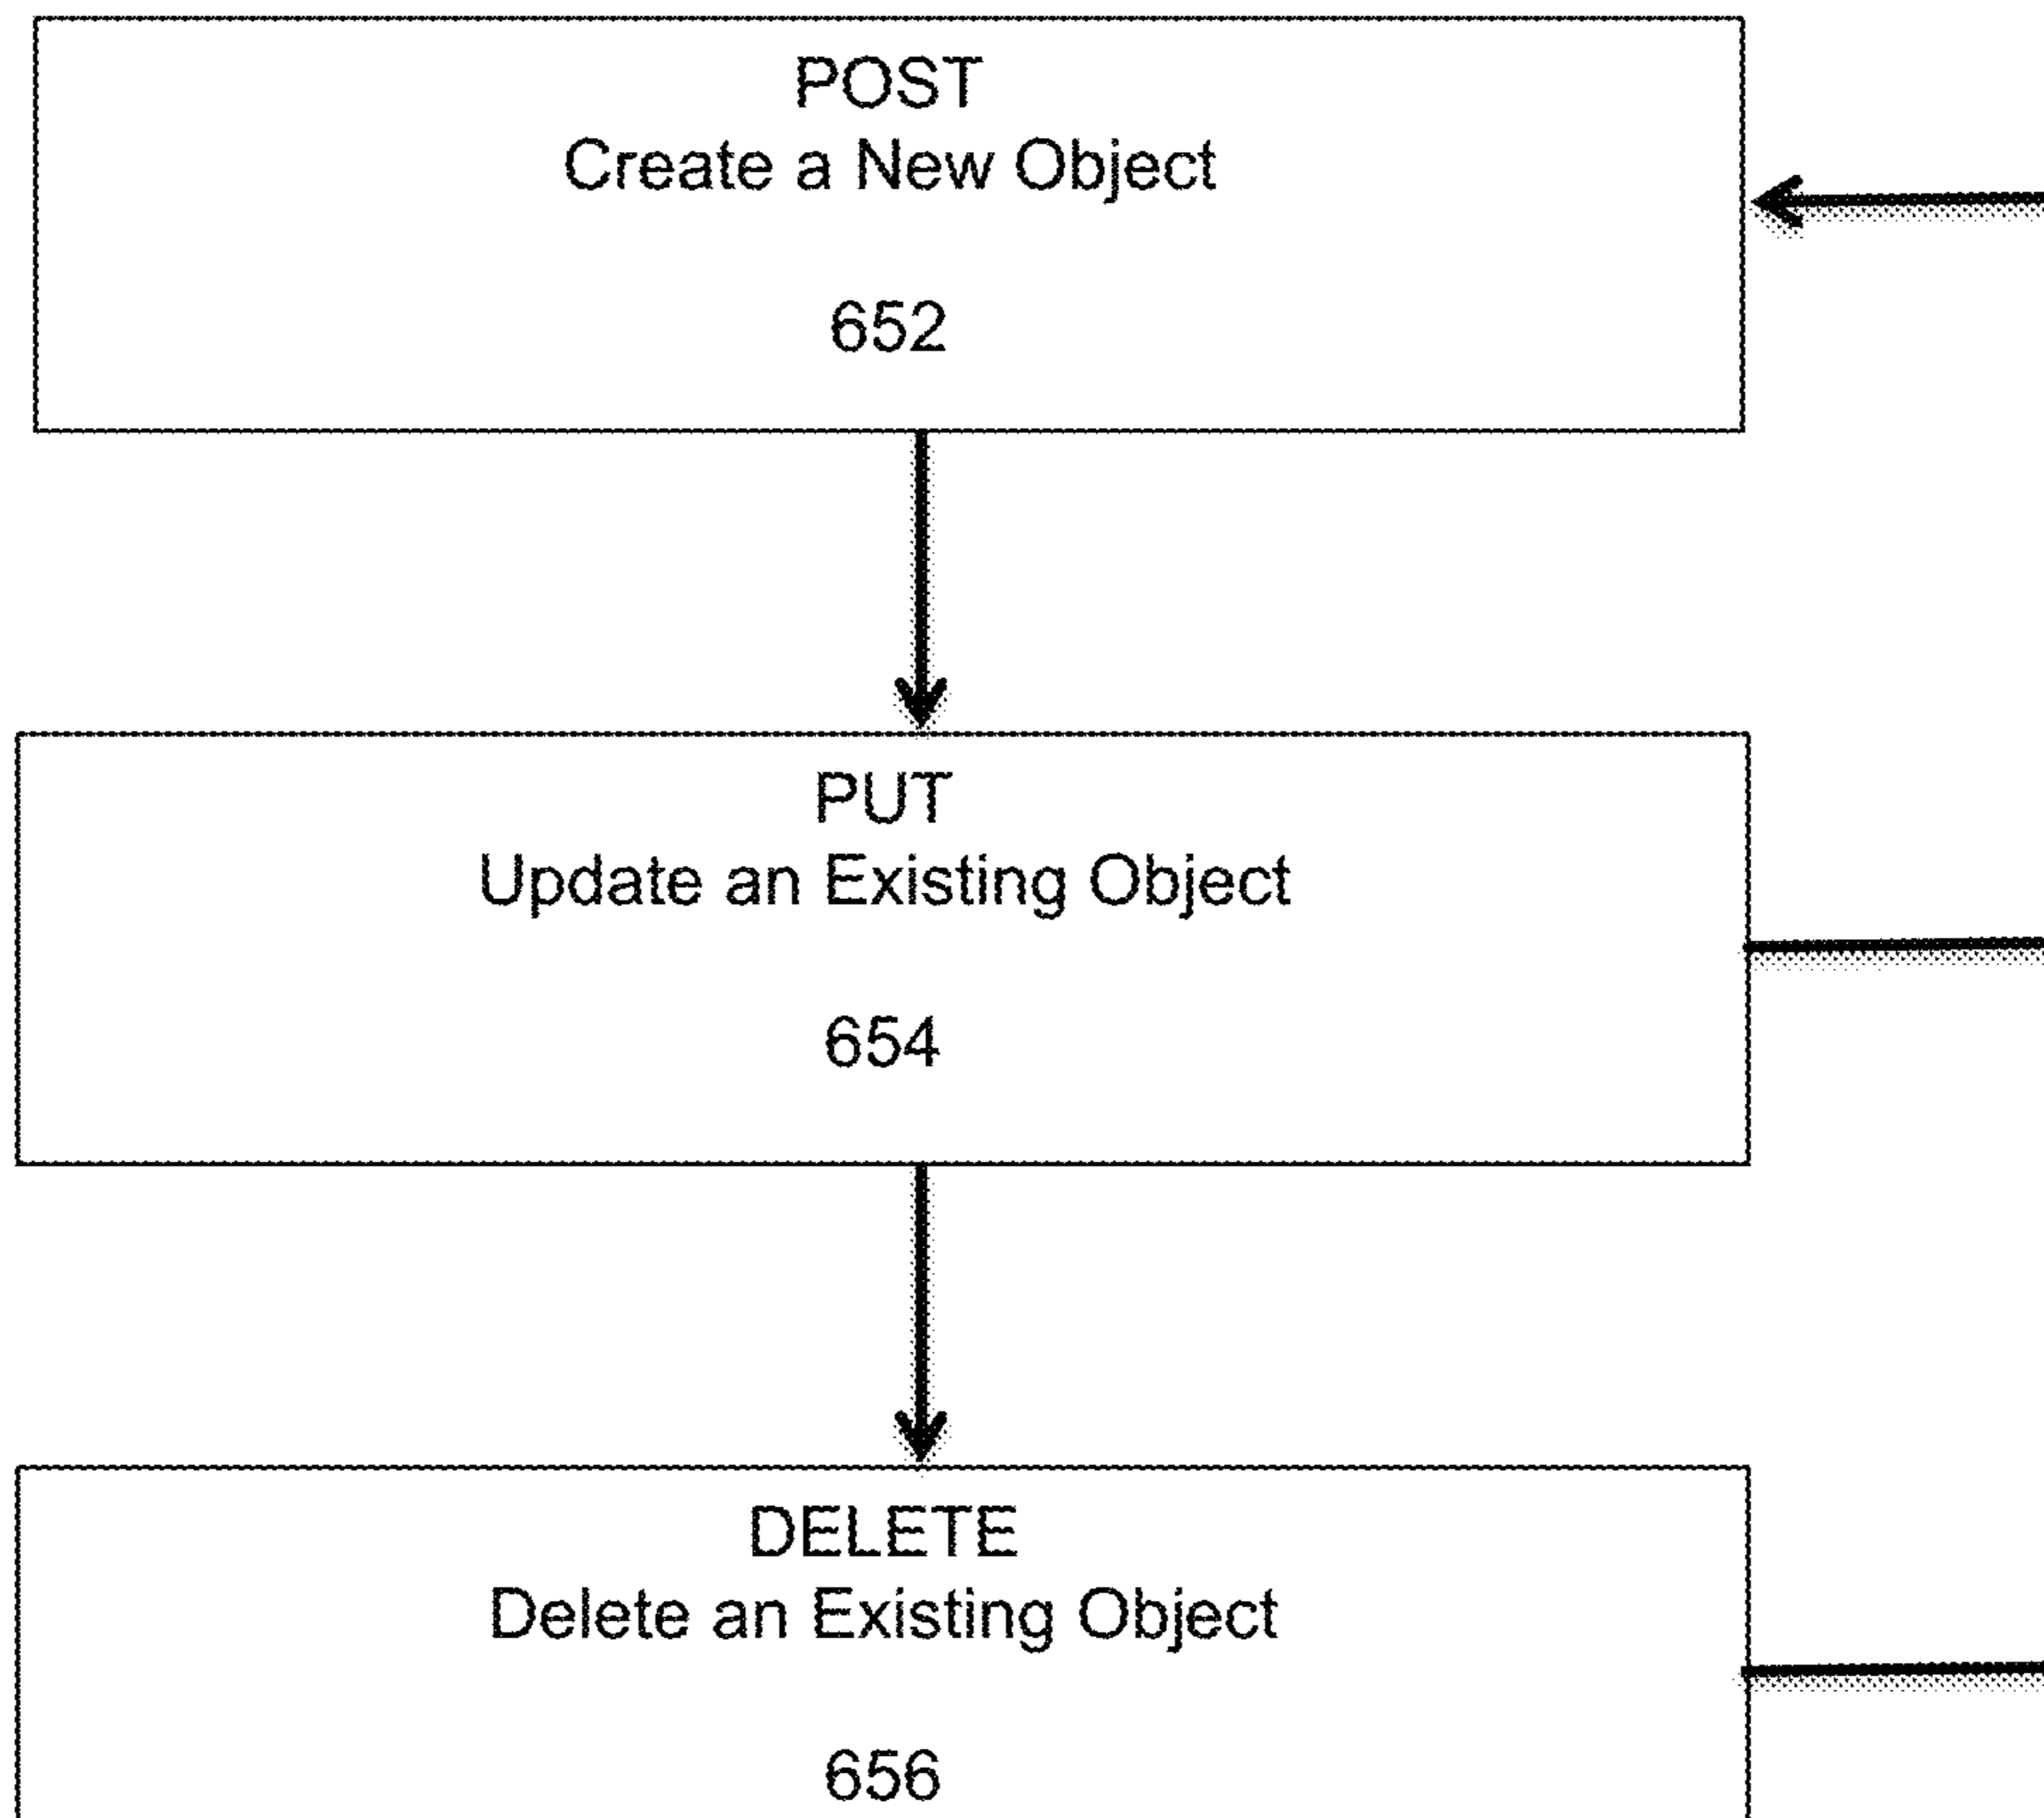 POST
Create a New Object
652
PUT
Update an Existing Object
654
DELETE
Delete an Existing Object
656